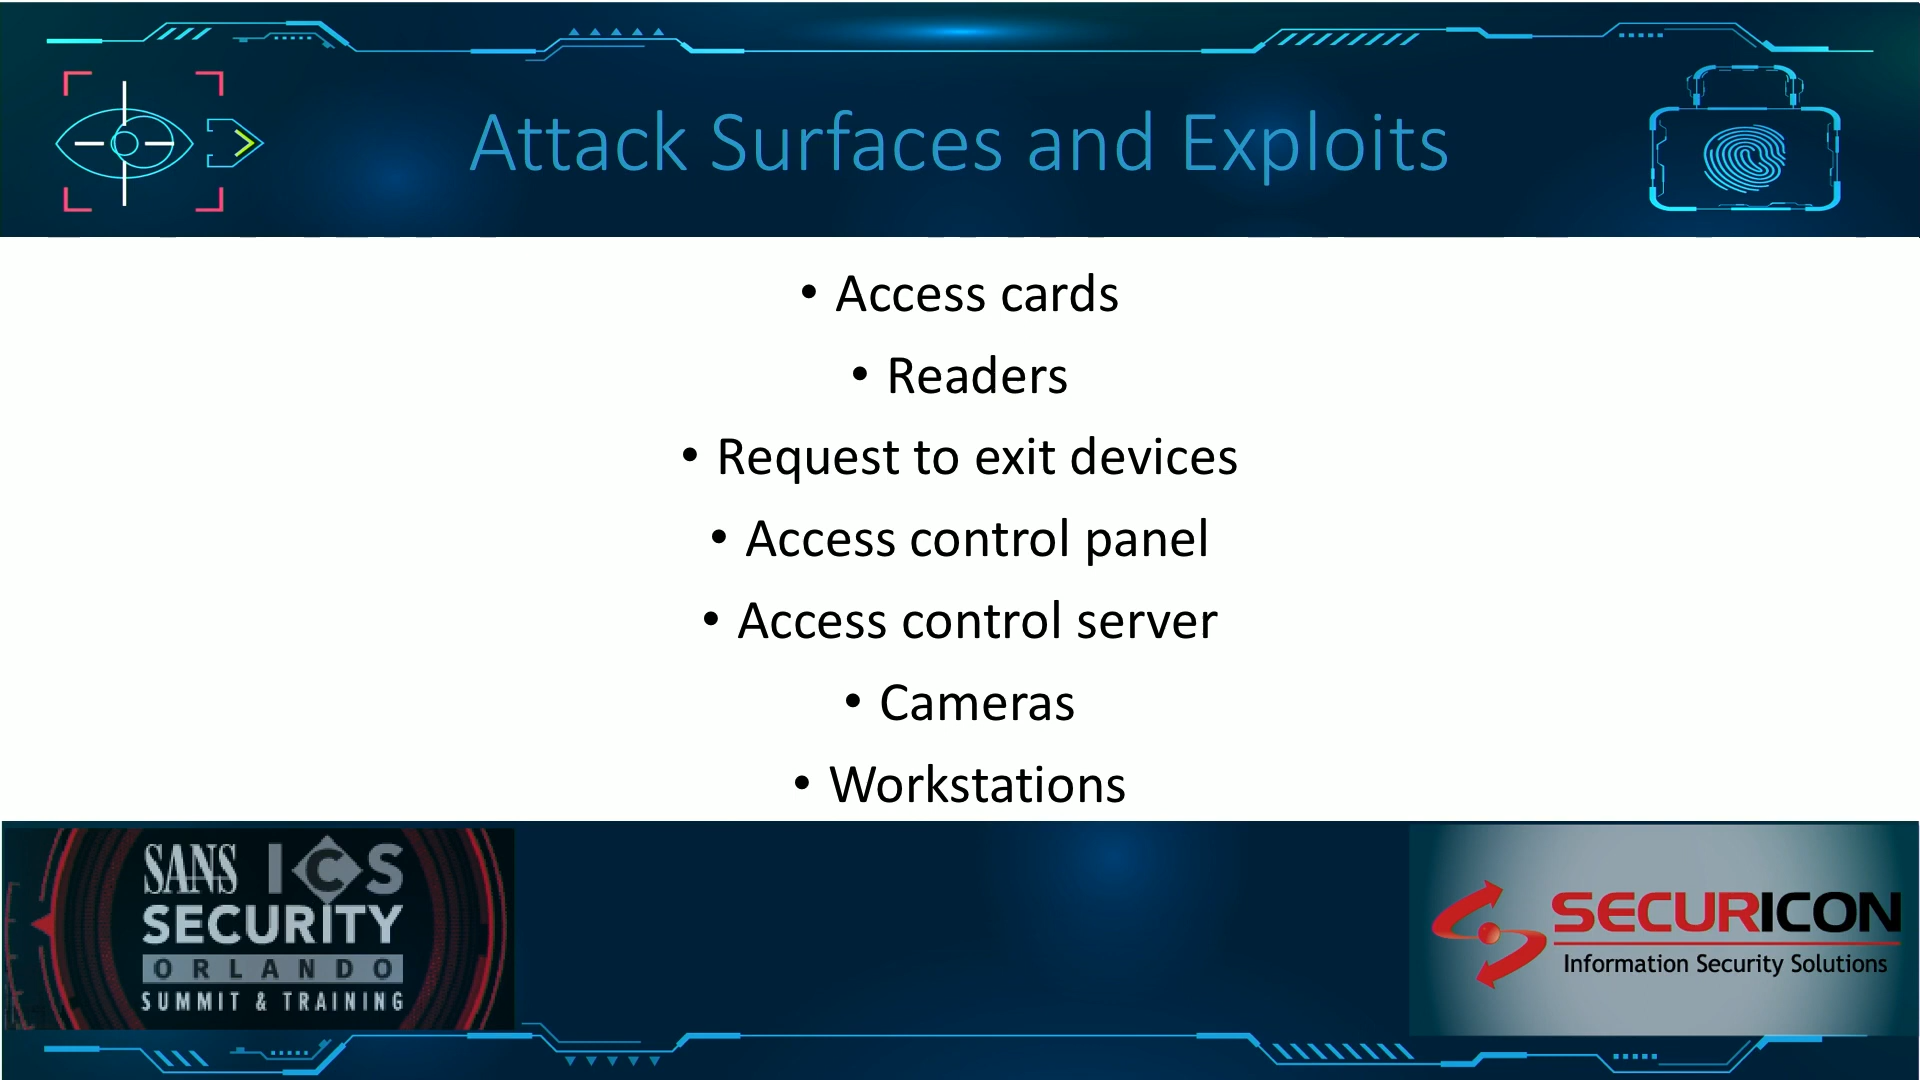 Attack Surfaces and Exploits
• Access cards
• Readers
• Request to exit devices
• Access control panel
• Access control server
• Cameras
• Workstations
SANS ICS
SECURITY
ORLANDO
SUMMIT & TRAINING
SECURICON
Information Security Solutions